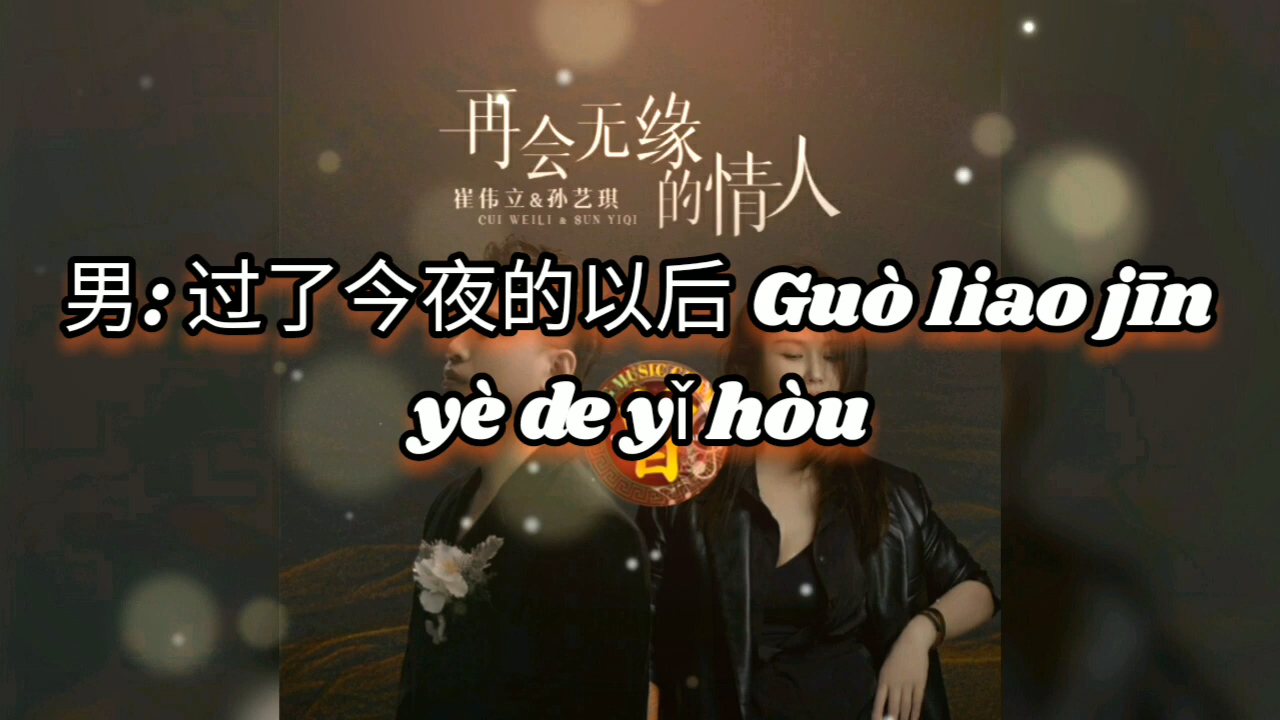 再会无缘
的情人
崔伟立&孙艺琪
CUI WEILI & SUN YIQI
男: 过了今夜的以后 Guò liao jīn
yè de yǐ hòu
MUSIC